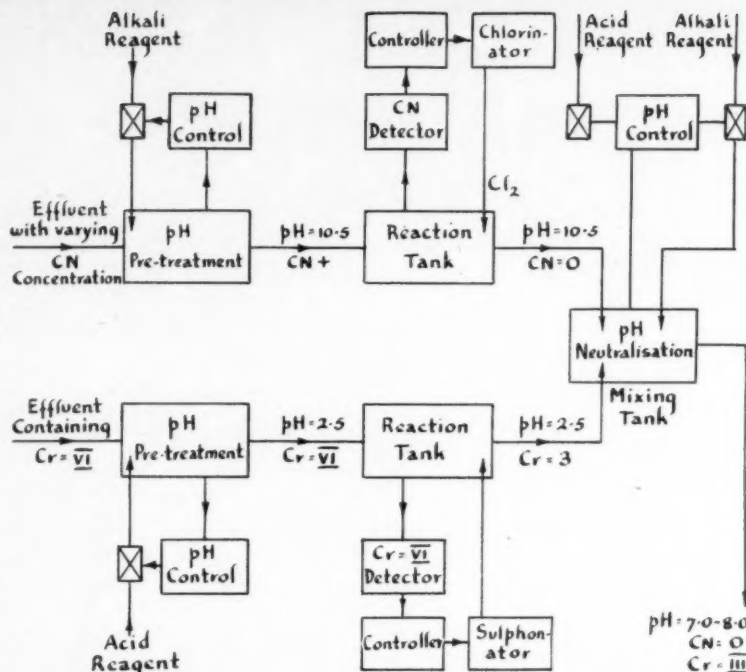 Alkali
Reagent
pH
Control
Effluent
with varying
CN
Concentration
pH
Pre-treatment
pH=10·5
CN+
Controller
Chlorin-
ator
CN
Detector
Cl2
Reaction
Tank
pH=10·5
CN=O
Acid
Reagent
Alkali
Reagent
pH
Control
pH
Neutralisation
Mixing
Tank
Effluent
Containing
Cr=VI
pH
Pre-treatment
pH=2·5
Cr=VI
Reaction
Tank
pH=2·5
Cr=3
pH
Control
Acid
Reagent
Cr=VI
Detector
Controller
Sulphon-
ator
pH=7·0-8·0
CN=O
Cr=III